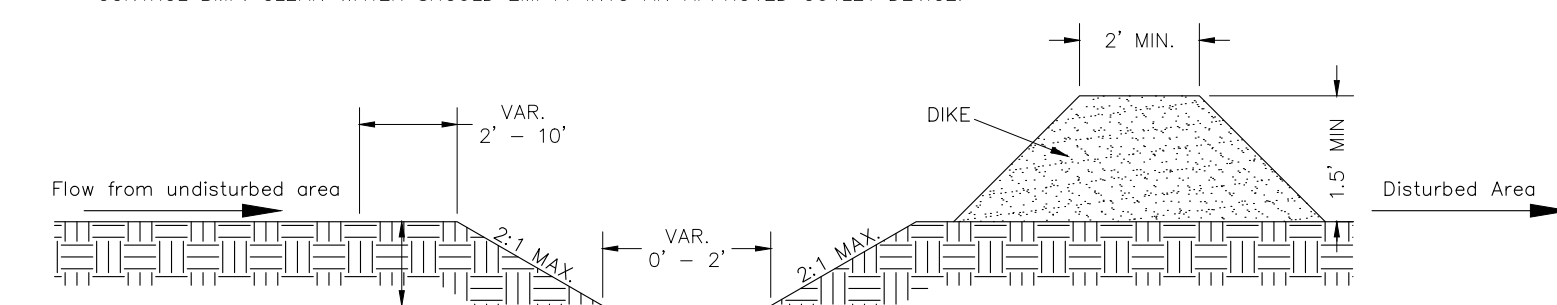 2' MIN.
VAR.
2' - 10'
DIKE
1.5' MIN
Flow from undisturbed area
Disturbed Area
2:1 MAX.
VAR.
0' - 2'
2:1 MAX.